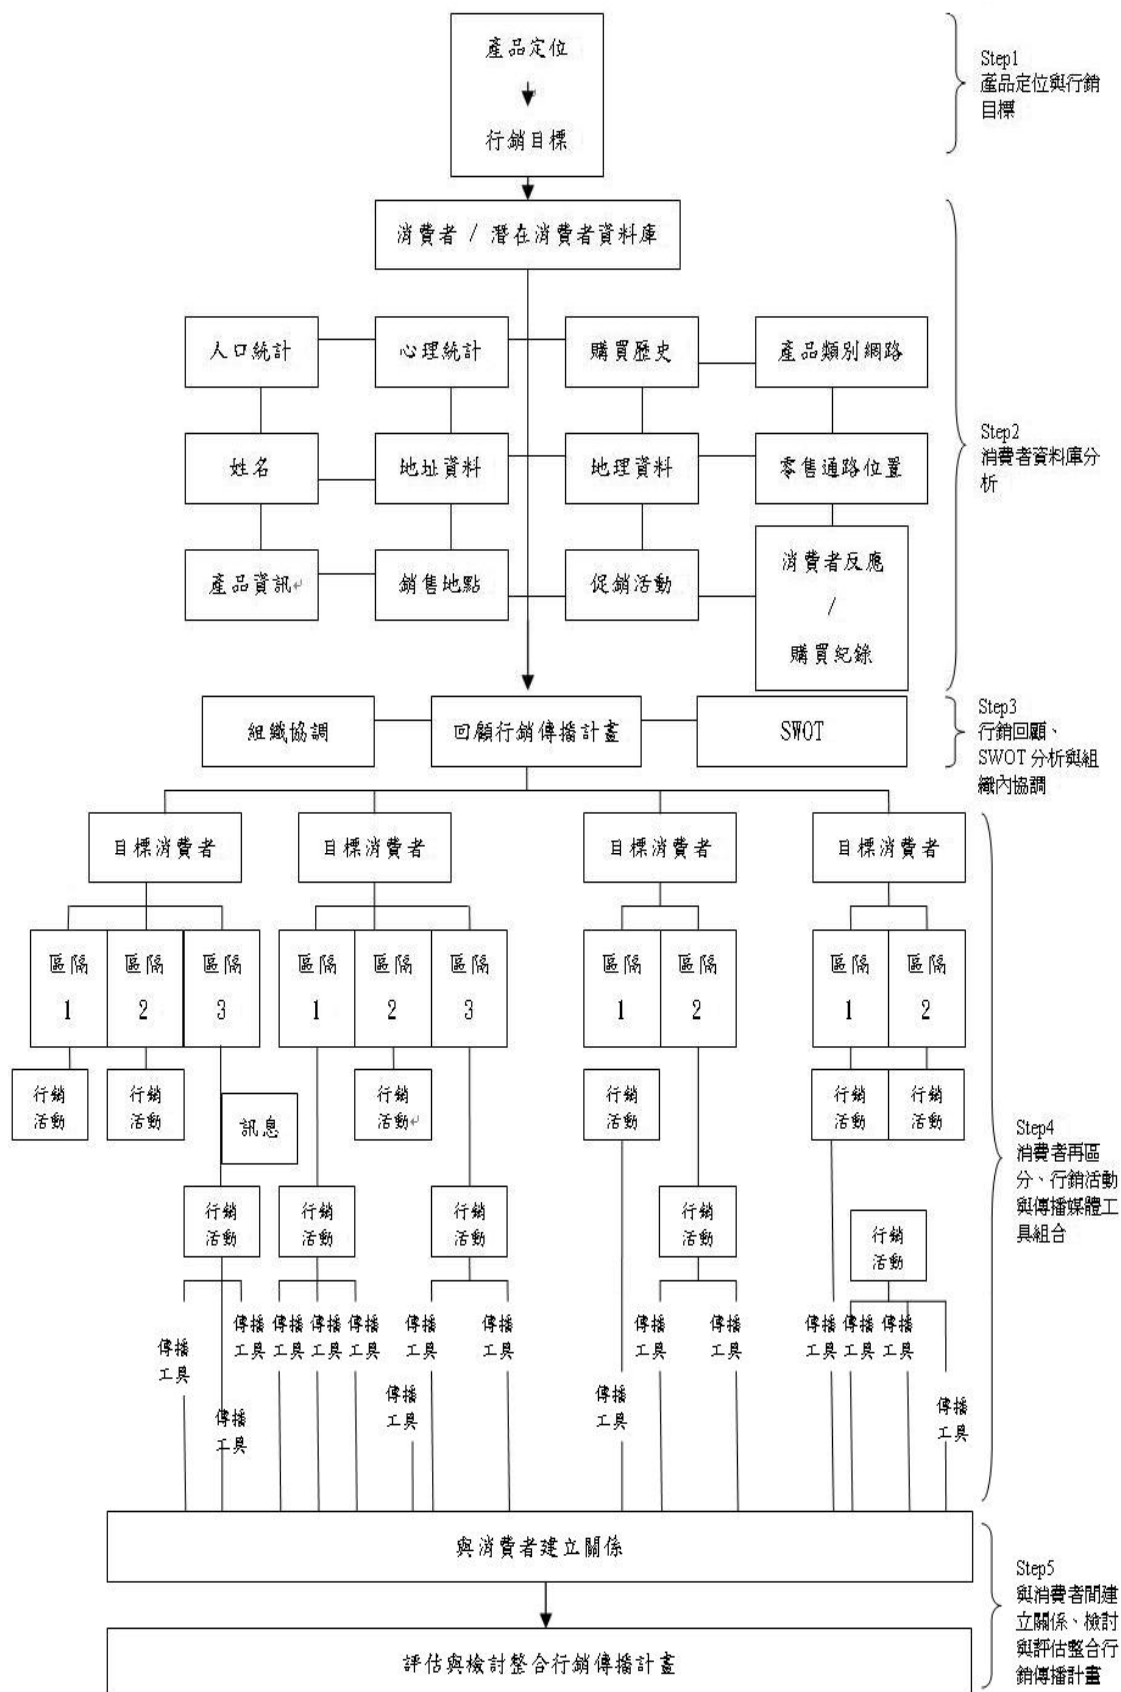 產品定位
行銷目標
Step1
產品定位與行銷
目標
消費者 / 潛在消費者資料庫
人口統計
心理統計
購買歷史
產品類別網路
姓名
地址資料
地理資料
零售通路位置
產品資訊
銷售地點
促銷活動
消費者反應
/
購買紀錄
Step2
消費者資料庫分
析
組織協調
回顧行銷傳播計畫
SWOT
Step3
行銷回顧、
SWOT 分析與組
織內協調
目標消費者
目標消費者
目標消費者
目標消費者
區隔
1
區隔
2
區隔
3
區隔
1
區隔
2
區隔
3
區隔
1
區隔
2
區隔
1
區隔
2
行銷
活動
行銷
活動
訊息
行銷
活動
行銷
活動
行銷
活動
行銷
活動
行銷
活動
行銷
活動
行銷
活動
行銷
活動
行銷
活動
傳播
工具
傳播
工具
傳播
工具
傳播
工具
傳播
工具
傳播
工具
傳播
工具
傳播
工具
傳播
工具
傳播
工具
傳播
工具
傳播
工具
傳播
工具
傳播
工具
傳播
工具
傳播
工具
Step4
消費者再區
分、行銷活動
與傳播媒體工
具組合
與消費者建立關係
評估與檢討整合行銷傳播計畫
Step5
與消費者間建
立關係、檢討
與評估整合行
銷傳播計畫